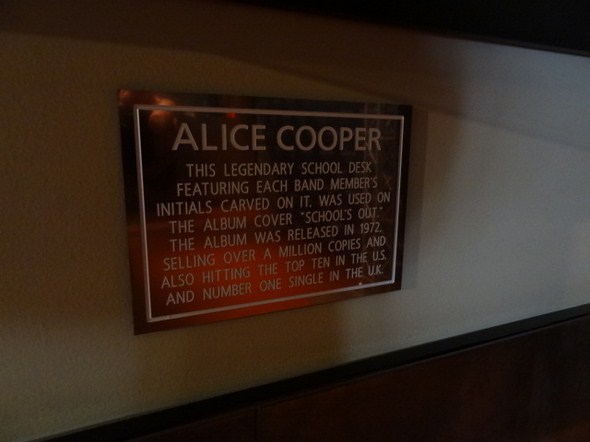 ALICE COOPER
THIS LEGENDARY SCHOOL DESK
FEATURING EACH BAND MEMBER'S
INITIALS CARVED ON IT, WAS USED ON
THE ALBUM COVER "SCHOOL'S OUT."
THE ALBUM WAS RELEASED IN 1972,
SELLING OVER A MILLION COPIES AND
ALSO HITTING THE TOP TEN IN THE U.S.
AND NUMBER ONE SINGLE IN THE U.K.